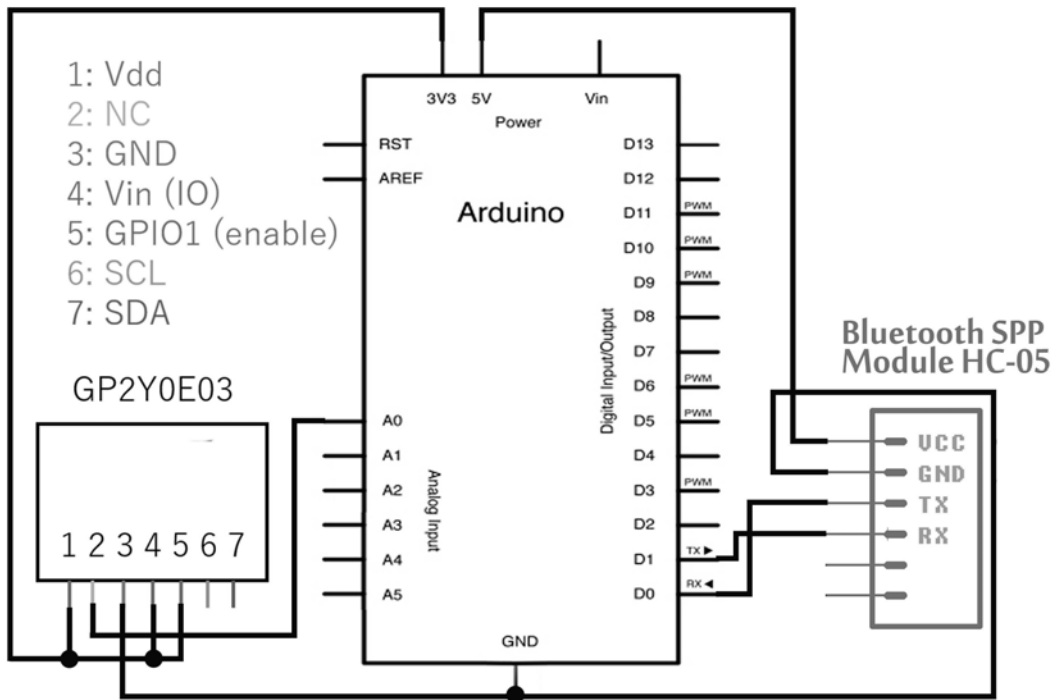 1: Vdd
2: NC
3: GND
4: Vin (IO)
5: GPIO1 (enable)
6: SCL
7: SDA
GP2Y0E03
1 2 3 4 5 6 7
3V3 5V Vin
Power
RST
AREF
Arduino
D13
D12
D11 PWM
D10 PWM
D9 PWM
D8
D7
D6 PWM
D5 PWM
D4
D3 PWM
D2
D1 TX ▶
D0 RX ◀
Digital Input/Output
A0
A1
A2
A3
A4
A5
Analog Input
GND
Bluetooth SPP
Module HC-05
VCC
GND
TX
RX